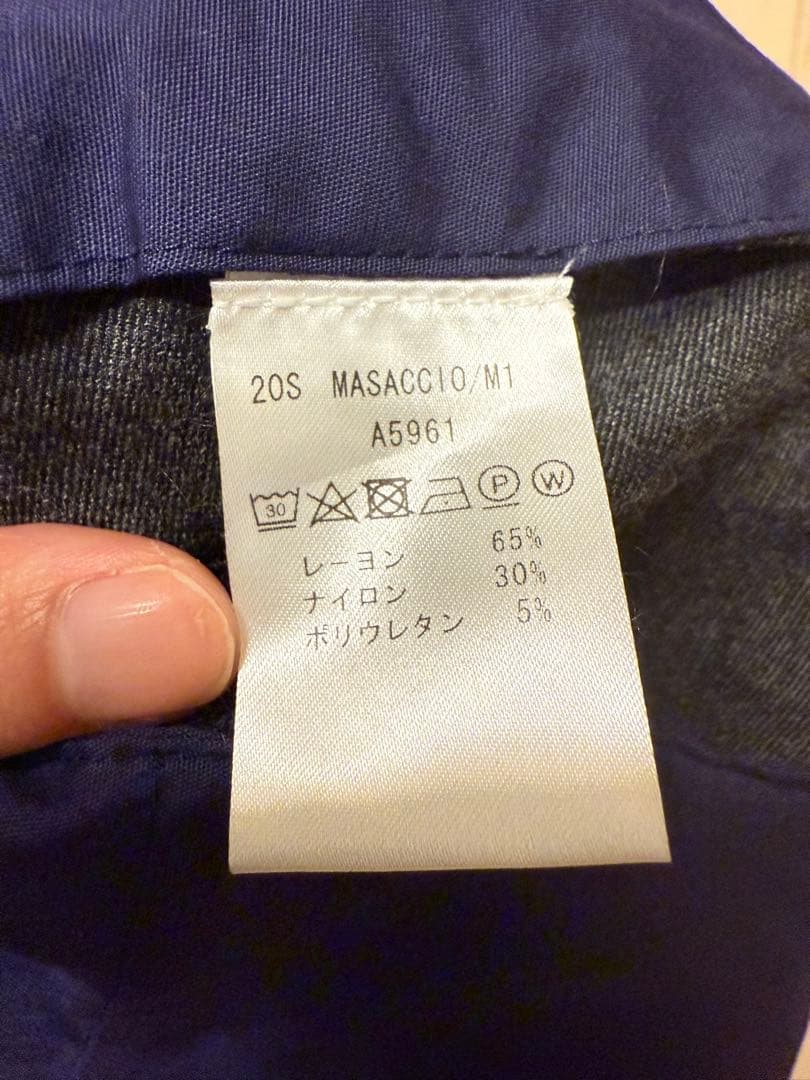 20S MASACCIO/M1
A5961
30 P W
レーヨン 65%
ナイロン 30%
ポリウレタン 5%